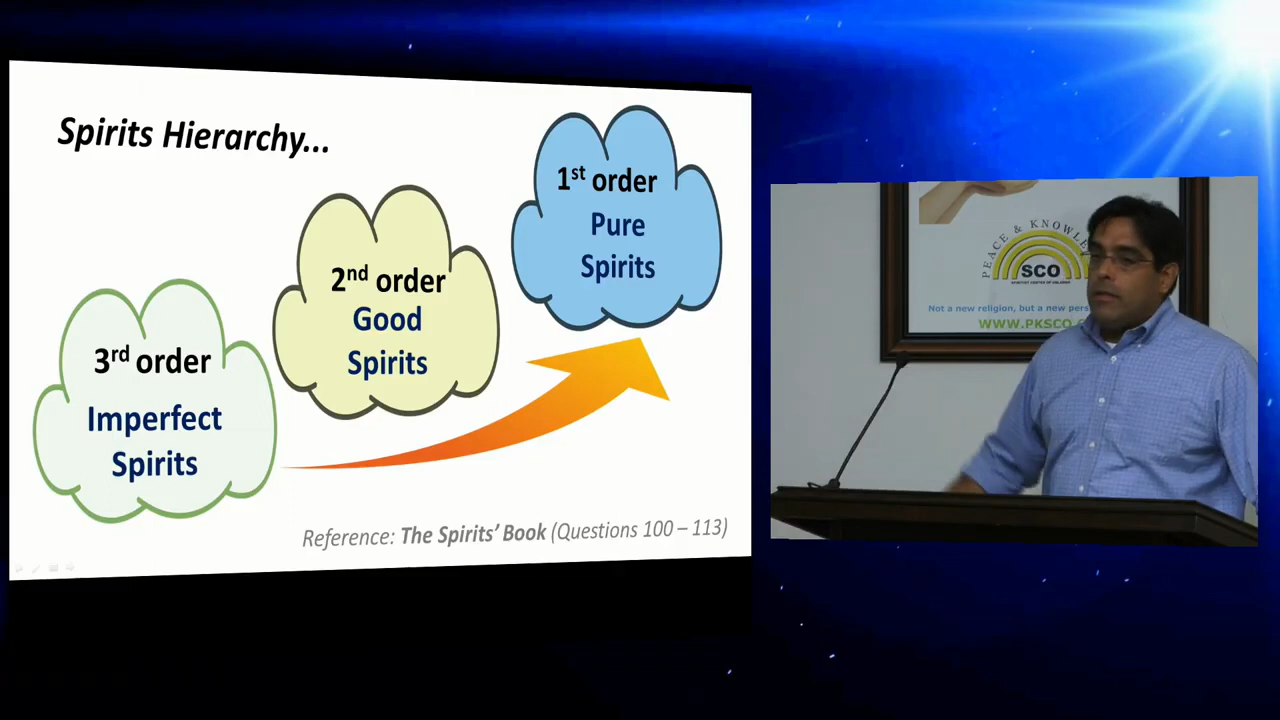 Spirits Hierarchy...
1st order
Pure
Spirits
2nd order
Good
Spirits
3rd order
Imperfect
Spirits
Reference: The Spirits' Book (Questions 100 – 113)
PEACE & KNOWLE
SCO
Not a new religion, but a new pers
WWW.PKSCO.